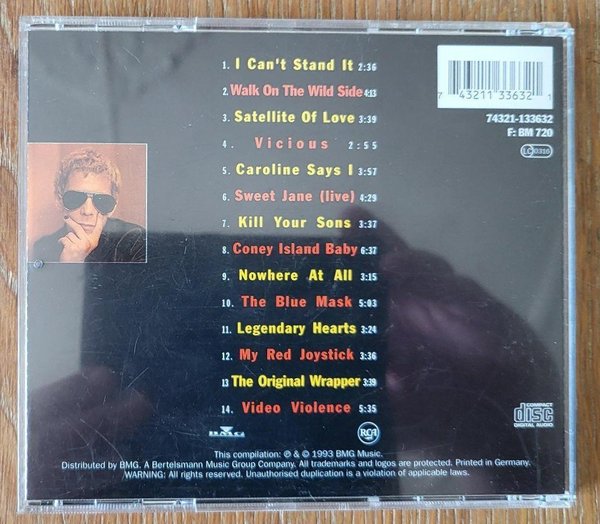 1. I Can't Stand It 2:36
2. Walk On The Wild Side 4:13
3. Satellite Of Love 3:39
4. Vicious 2:55
5. Caroline Says I 3:57
6. Sweet Jane (live) 4:29
7. Kill Your Sons 3:37
8. Coney Island Baby 6:37
9. Nowhere At All 3:15
10. The Blue Mask 5:03
11. Legendary Hearts 3:24
12. My Red Joystick 3:36
13 The Original Wrapper 3:39
14. Video Violence 5:35
7 43211 33632 1
74321-133632
F: BM 720
LC 0316
COMPACT
disc
DIGITAL AUDIO
BMG
RCA
This compilation: ℗ & © 1993 BMG Music.
Distributed by BMG. A Bertelsmann Music Group Company. All trademarks and logos are protected. Printed in Germany.
WARNING: All rights reserved. Unauthorised duplication is a violation of applicable laws.